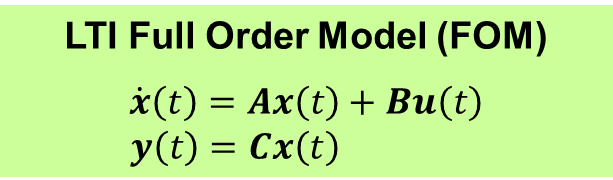 LTI Full Order Model (FOM)
ẋ(t) = Ax(t) + Bu(t)
y(t) = Cx(t)